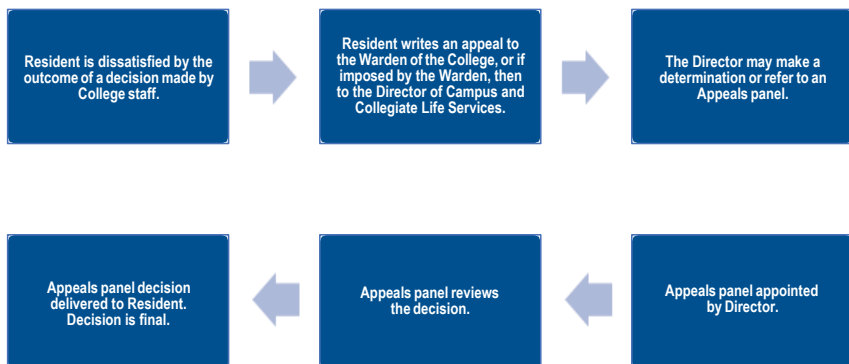 Resident is dissatisfied by the
outcome of a decision made by
College staff.
Resident writes an appeal to
the Warden of the College, or if
imposed by the Warden, then
to the Director of Campus and
Collegiate Life Services.
The Director may make a
determination or refer to an
Appeals panel.
Appeals panel appointed
by Director.
Appeals panel reviews
the decision.
Appeals panel decision
delivered to Resident.
Decision is final.